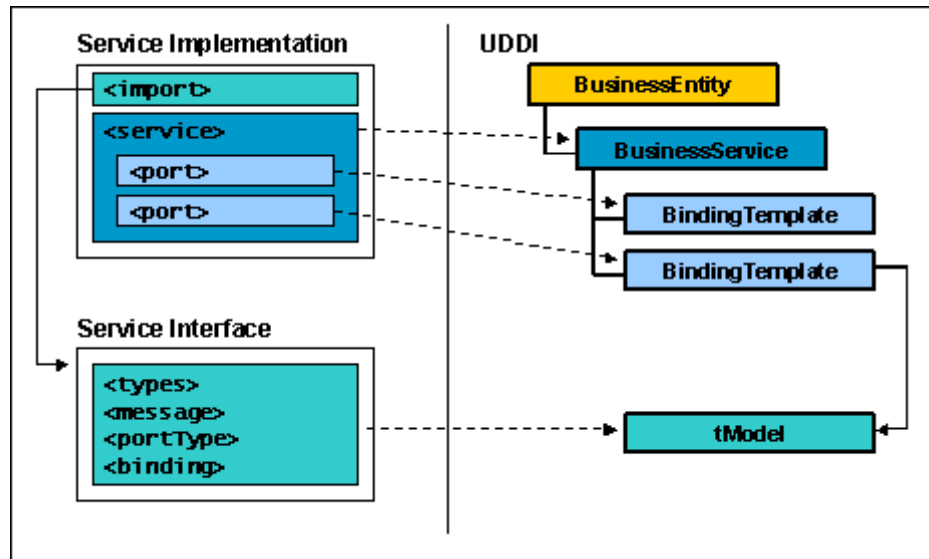 Service Implementation
<import>
<service>
<port>
<port>
Service Interface
<types>
<message>
<portType>
<binding>
UDDI
BusinessEntity
BusinessService
BindingTemplate
BindingTemplate
tModel